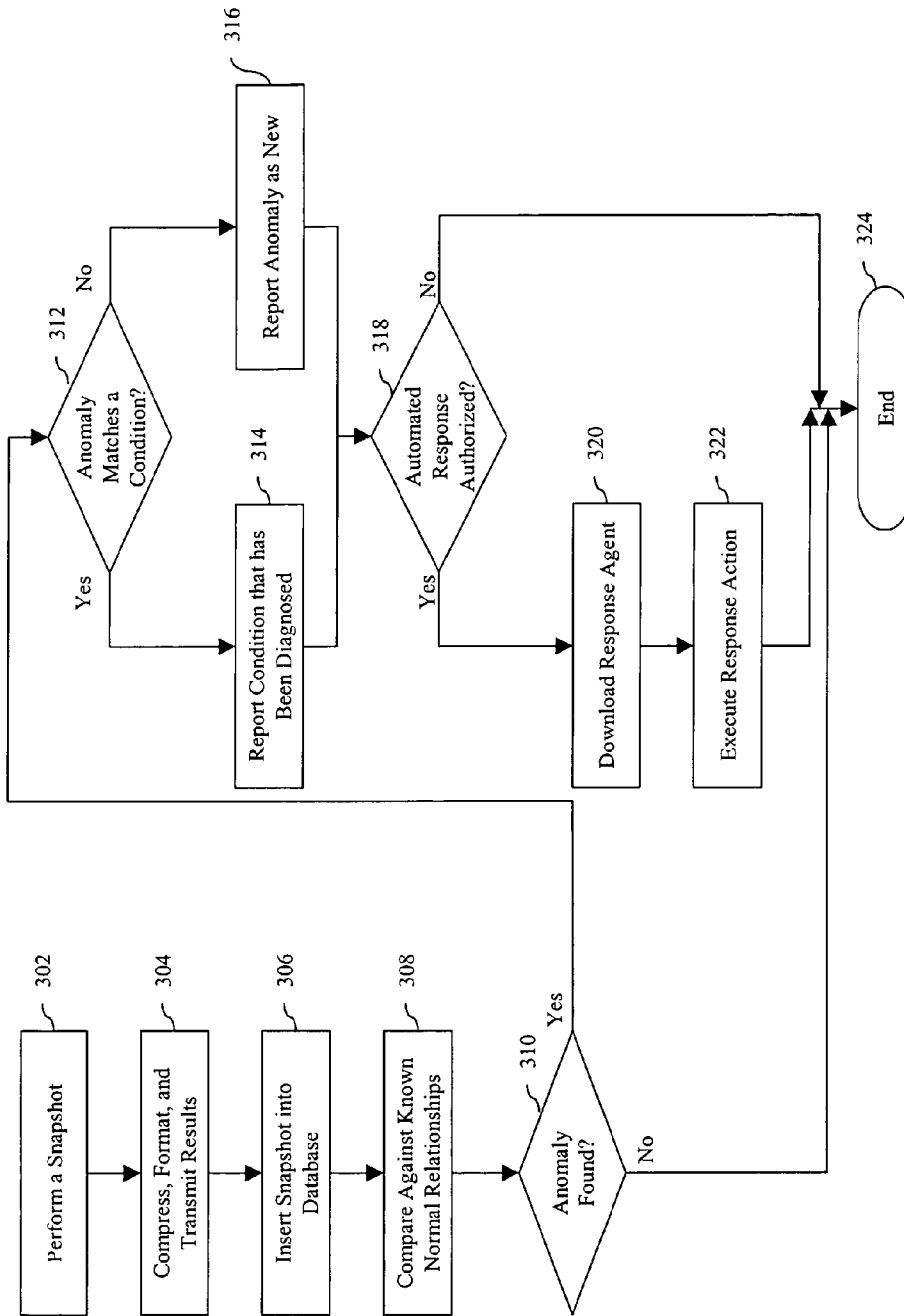 302
Perform a Snapshot
304
Compress, Format, and
Transmit Results
306
Insert Snapshot into
Database
308
Compare Against Known
Normal Relationships
310
Anomaly
Found?
Yes
No
312
Anomaly
Matches a
Condition?
Yes
No
314
Report Condition that has
Been Diagnosed
316
Report Anomaly as New
318
Automated
Response
Authorized?
Yes
No
320
Download Response Agent
322
Execute Response Action
324
End